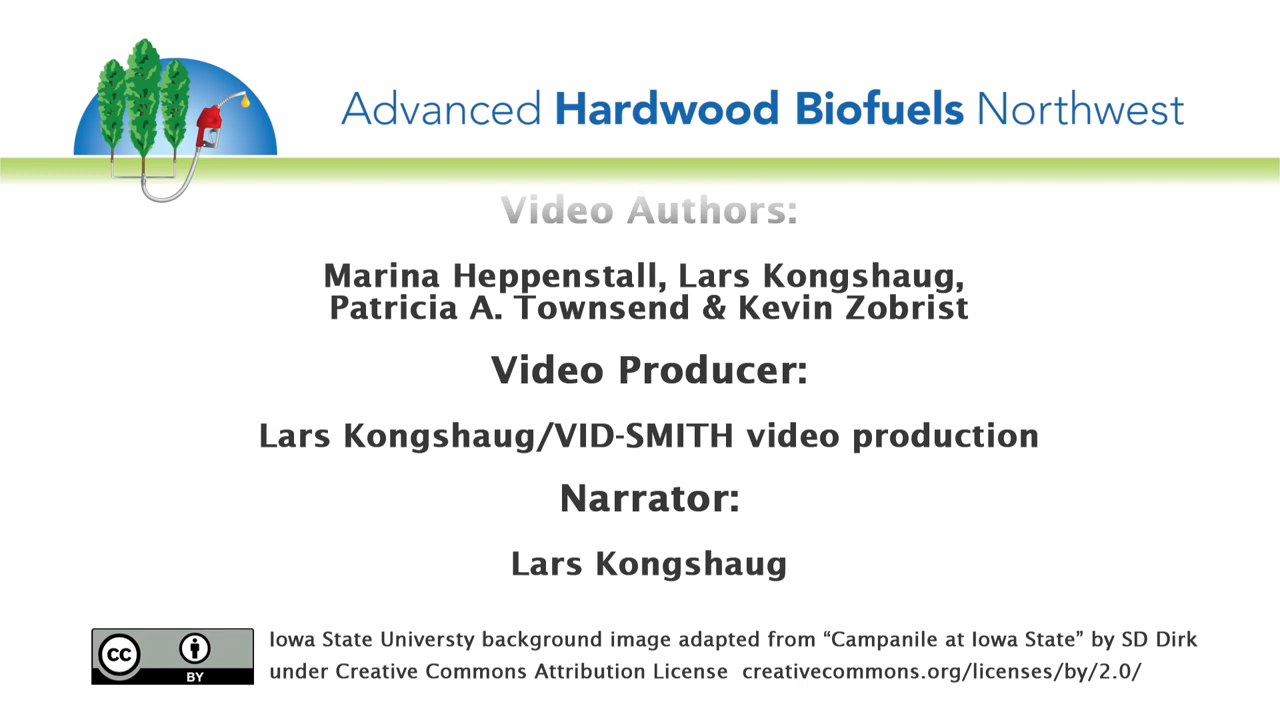 Advanced Hardwood Biofuels Northwest
Video Authors:
Marina Heppenstall, Lars Kongshaug,
Patricia A. Townsend & Kevin Zobrist
Video Producer:
Lars Kongshaug/VID-SMITH video production
Narrator:
Lars Kongshaug
cc BY
Iowa State Universty background image adapted from “Campanile at Iowa State” by SD Dirk
under Creative Commons Attribution License creativecommons.org/licenses/by/2.0/